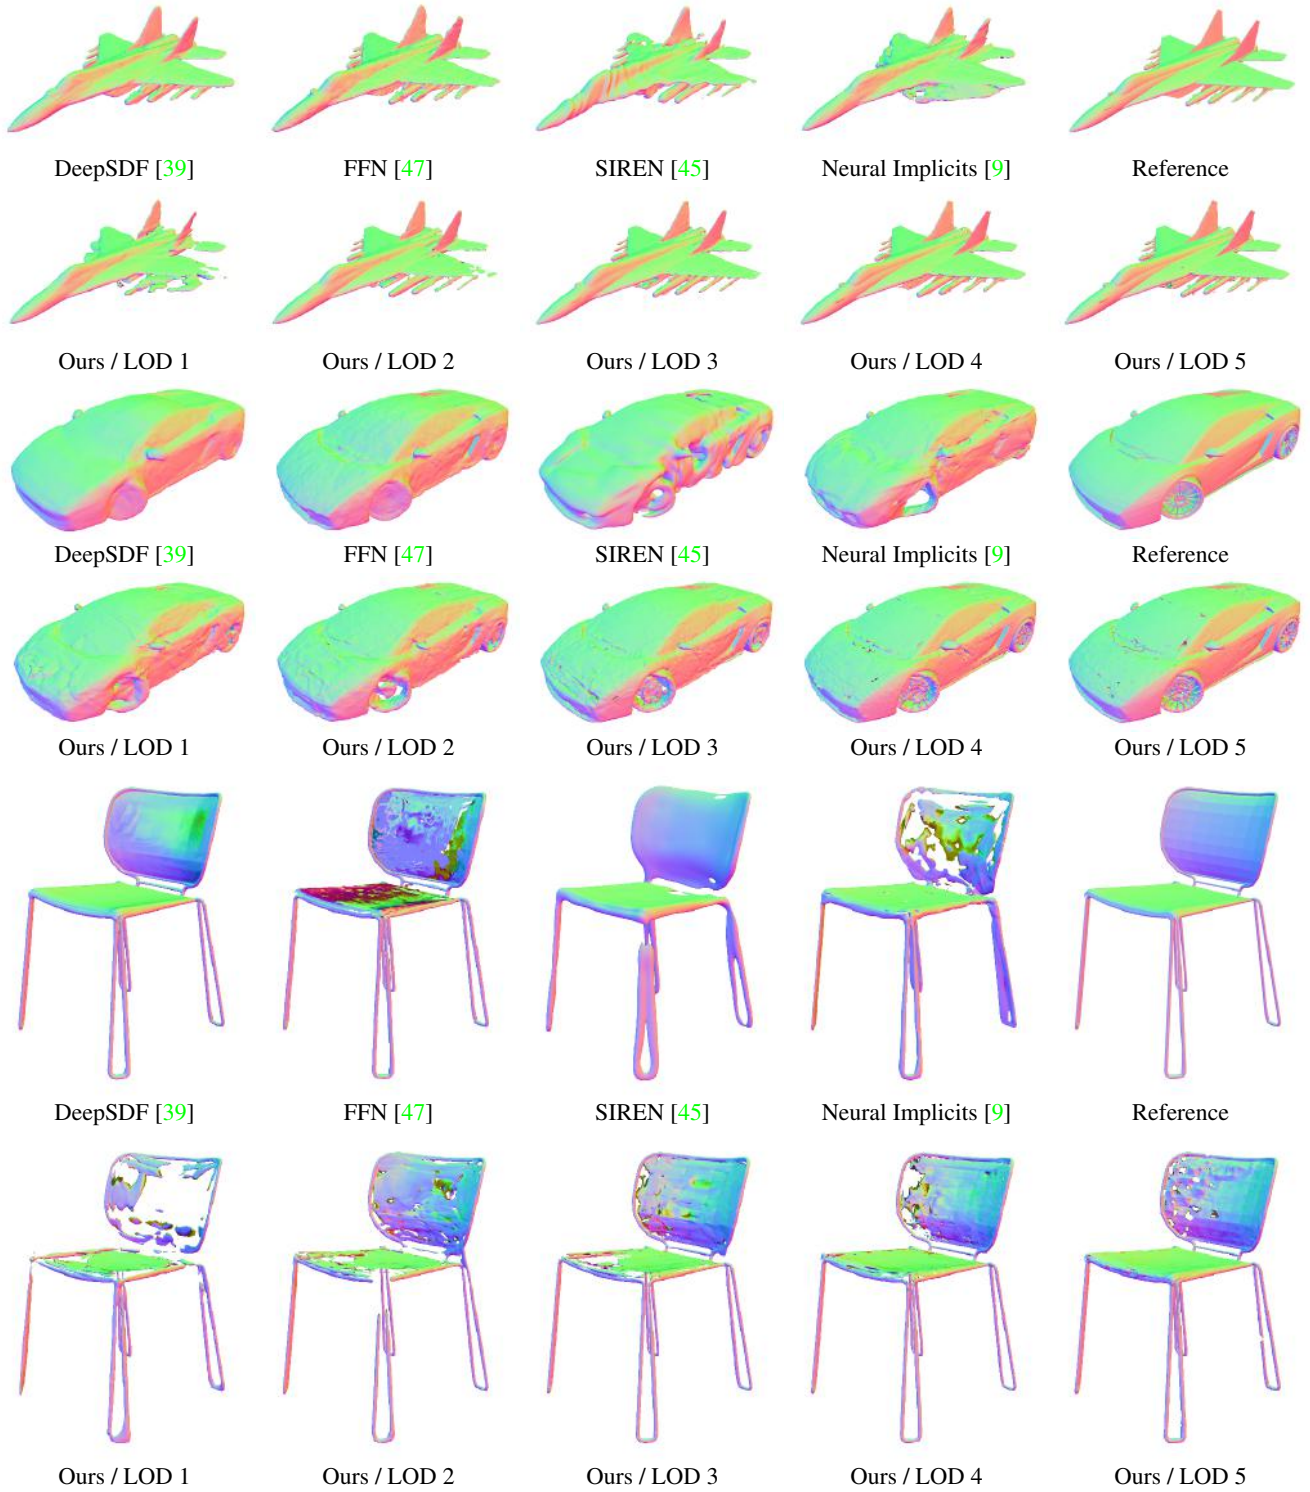 DeepSDF [39] FFN [47] SIREN [45] Neural Implicits [9] Reference
Ours / LOD 1 Ours / LOD 2 Ours / LOD 3 Ours / LOD 4 Ours / LOD 5
DeepSDF [39] FFN [47] SIREN [45] Neural Implicits [9] Reference
Ours / LOD 1 Ours / LOD 2 Ours / LOD 3 Ours / LOD 4 Ours / LOD 5
DeepSDF [39] FFN [47] SIREN [45] Neural Implicits [9] Reference
Ours / LOD 1 Ours / LOD 2 Ours / LOD 3 Ours / LOD 4 Ours / LOD 5